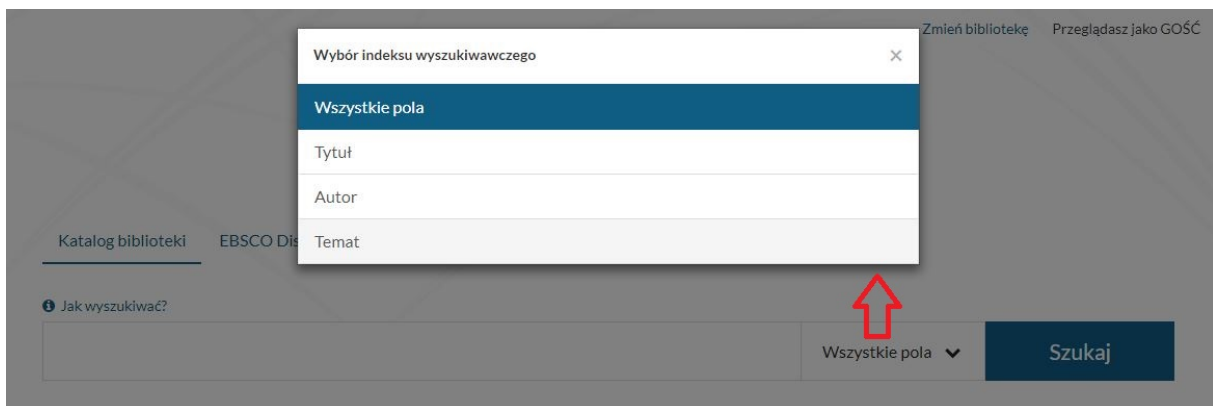 Zmień bibliotekę Przeglądasz jako GOŚĆ
Wybór indeksu wyszukiwawczego ×
Wszystkie pola
Tytuł
Autor
Temat
Katalog biblioteki EBSCO Dis
Jak wyszukiwać?
Wszystkie pola Szukaj